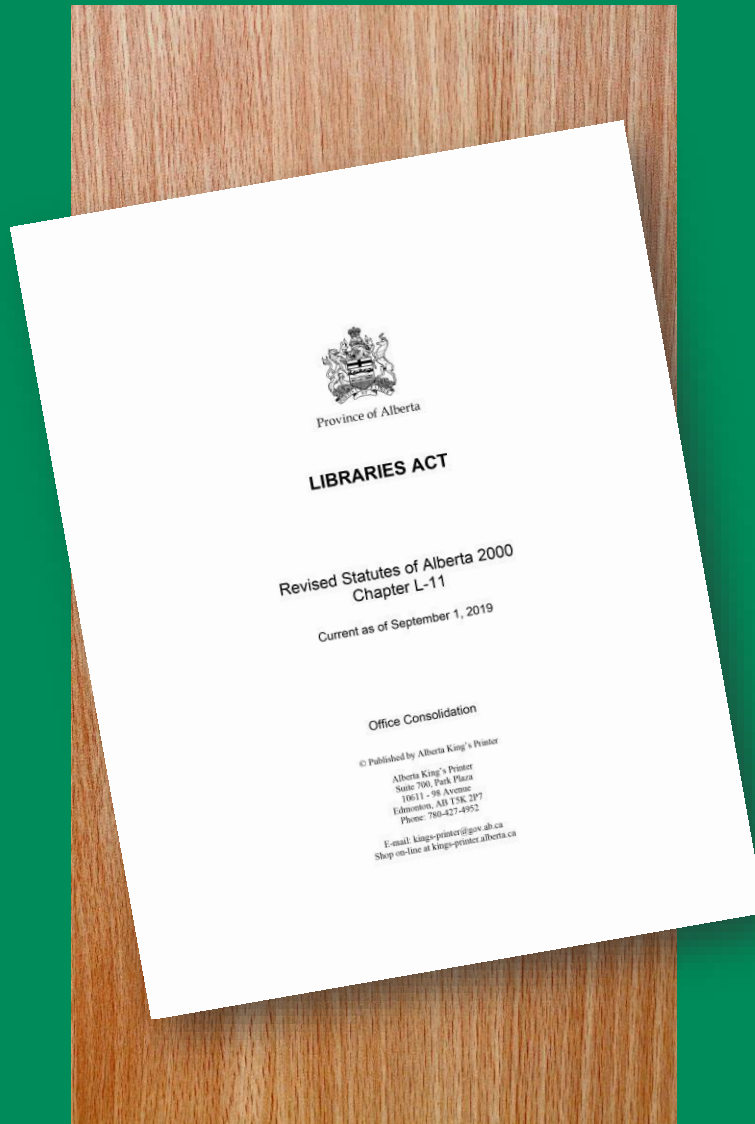 Province of Alberta
LIBRARIES ACT
Revised Statutes of Alberta 2000
Chapter L-11
Current as of September 1, 2019
Office Consolidation
© Published by Alberta King's Printer
Alberta King's Printer
Suite 700, Park Plaza
10611 - 98 Avenue
Edmonton, AB T5K 2P7
Phone: 780-427-4952
E-mail: kings-printer@gov.ab.ca
Shop on-line at kings-printer.alberta.ca